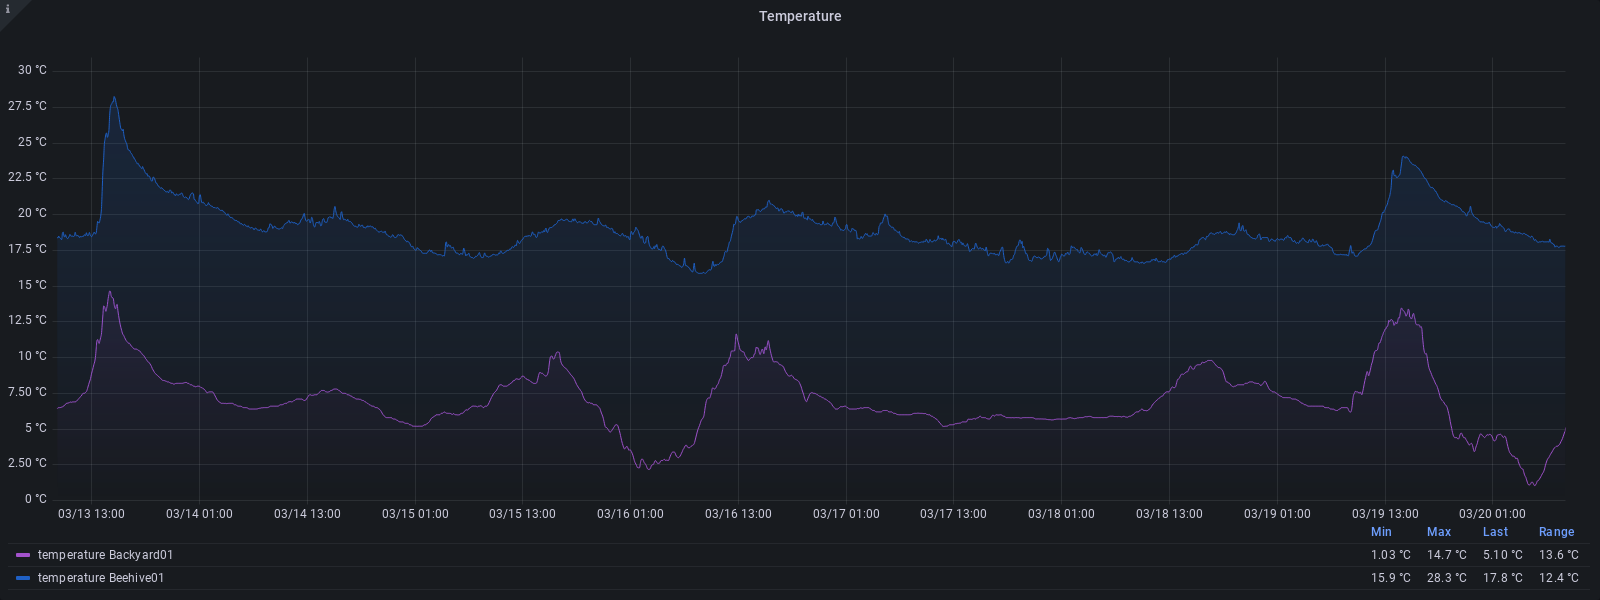 i
Temperature
30 °C
27.5 °C
25 °C
22.5 °C
20 °C
17.5 °C
15 °C
12.5 °C
10 °C
7.50 °C
5 °C
2.50 °C
0 °C
03/13 13:00 03/14 01:00 03/14 13:00 03/15 01:00 03/15 13:00 03/16 01:00 03/16 13:00 03/17 01:00 03/17 13:00 03/18 01:00 03/18 13:00 03/19 01:00 03/19 13:00 03/20 01:00
Min Max Last Range
temperature Backyard01 1.03 °C 14.7 °C 5.10 °C 13.6 °C
temperature Beehive01 15.9 °C 28.3 °C 17.8 °C 12.4 °C